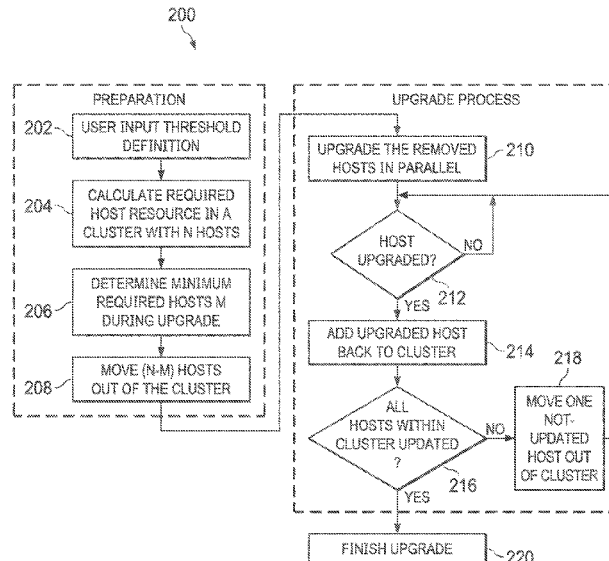 200
PREPARATION
202
USER INPUT THRESHOLD
DEFINITION
204
CALCULATE REQUIRED
HOST RESOURCE IN A
CLUSTER WITH N HOSTS
206
DETERMINE MINIMUM
REQUIRED HOSTS M
DURING UPGRADE
208
MOVE (N-M) HOSTS
OUT OF THE CLUSTER
UPGRADE PROCESS
UPGRADE THE REMOVED
HOSTS IN PARALLEL
210
HOST
UPGRADED?
NO
212
YES
ADD UPGRADED HOST
BACK TO CLUSTER
214
ALL
HOSTS WITHIN
CLUSTER UPDATED
?
NO
216
YES
218
MOVE ONE
NOT-
UPDATED
HOST OUT
OF CLUSTER
FINISH UPGRADE
220